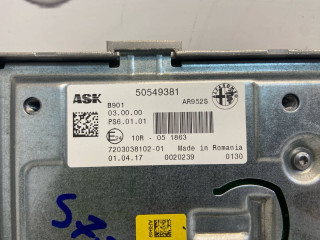 ASK 50549381
B901 AR952S
03.00.00
PS6.01.01
E24 10R - 05 1863
7203038102-01 Made in Romania
01.04.17 0020239 0130